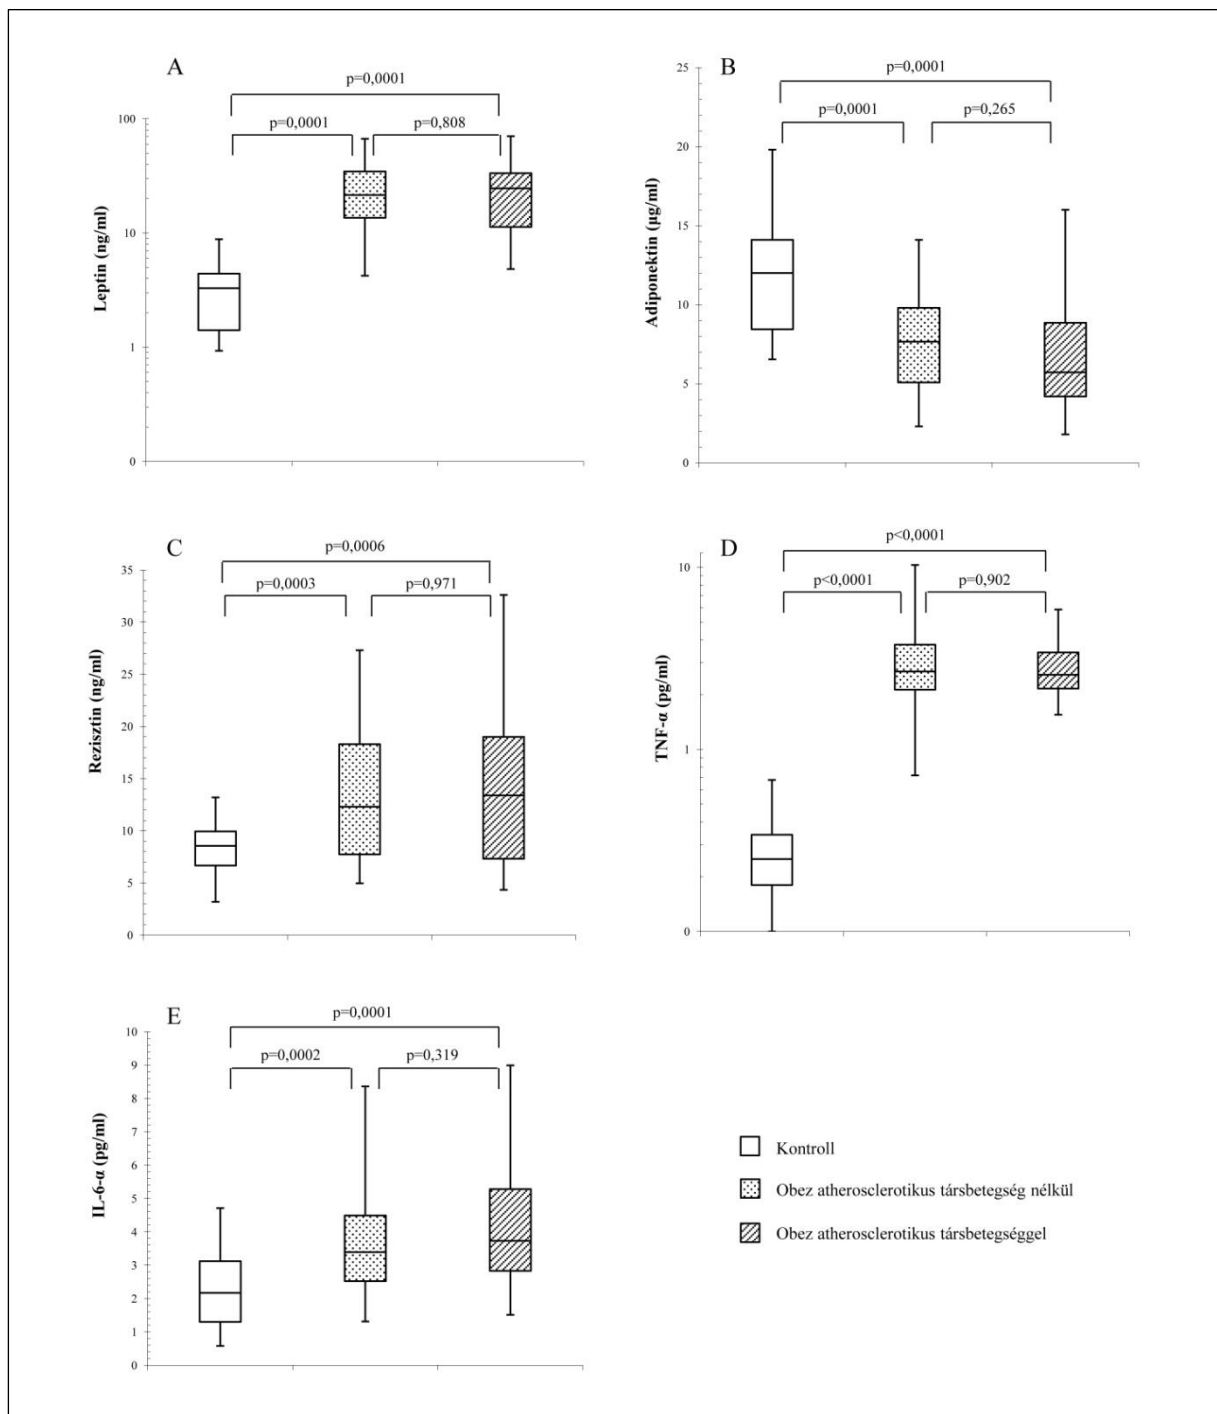 A
p=0,0001
p=0,0001
p=0,808
Leptin (ng/ml)
100
10
1
0
B
p=0,0001
p=0,0001
p=0,265
Adiponektin (µg/ml)
25
20
15
10
5
0
C
p=0,0006
p=0,0003
p=0,971
Rezisztin (ng/ml)
35
30
25
20
15
10
5
0
D
p<0,0001
p<0,0001
p=0,902
TNF-α (pg/ml)
10
1
0
E
p=0,0001
p=0,0002
p=0,319
IL-6-α (pg/ml)
10
9
8
7
6
5
4
3
2
1
0
Kontroll
Obez atherosclerotikus társbetegség nélkül
Obez atherosclerotikus társbetegséggel